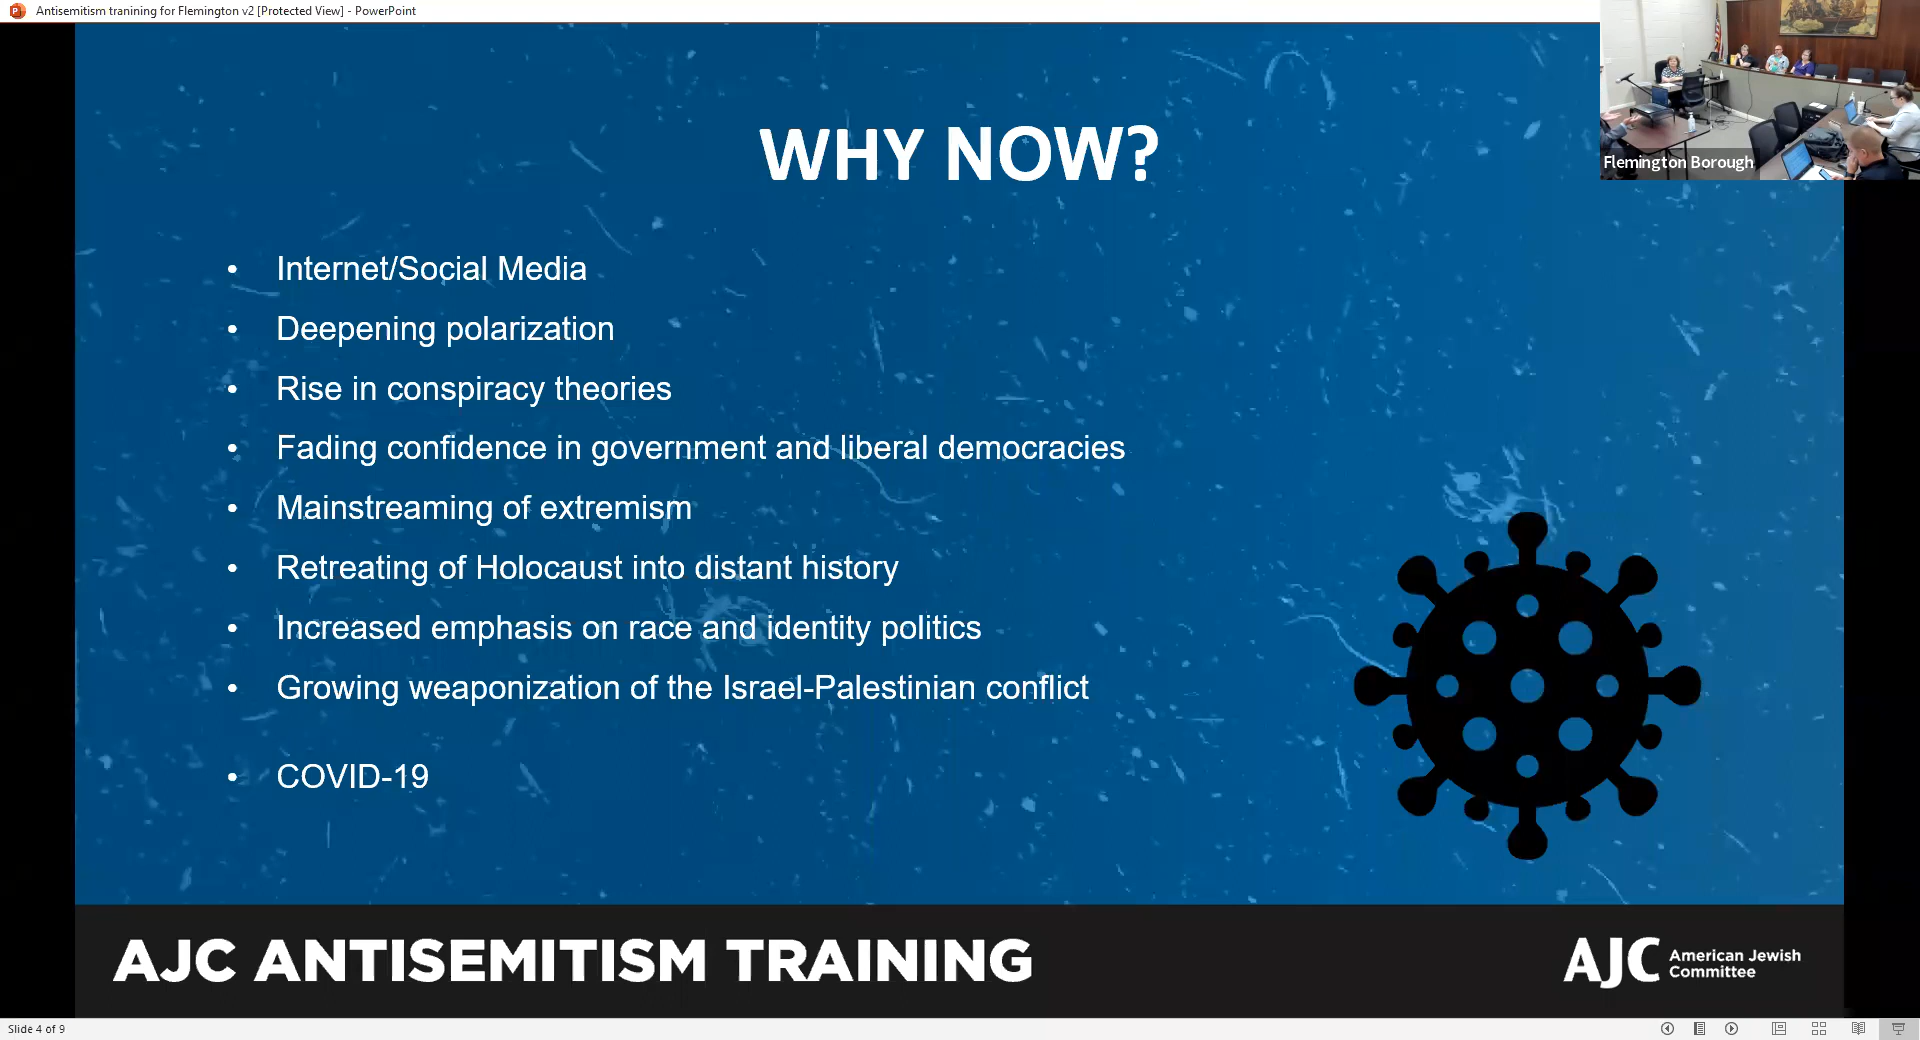 Antisemitism tranining for Flemington v2 [Protected View] - PowerPoint
Flemington Borough
WHY NOW?
• Internet/Social Media
• Deepening polarization
• Rise in conspiracy theories
• Fading confidence in government and liberal democracies
• Mainstreaming of extremism
• Retreating of Holocaust into distant history
• Increased emphasis on race and identity politics
• Growing weaponization of the Israel-Palestinian conflict
• COVID-19
AJC ANTISEMITISM TRAINING
AJC American Jewish
Committee
Slide 4 of 9